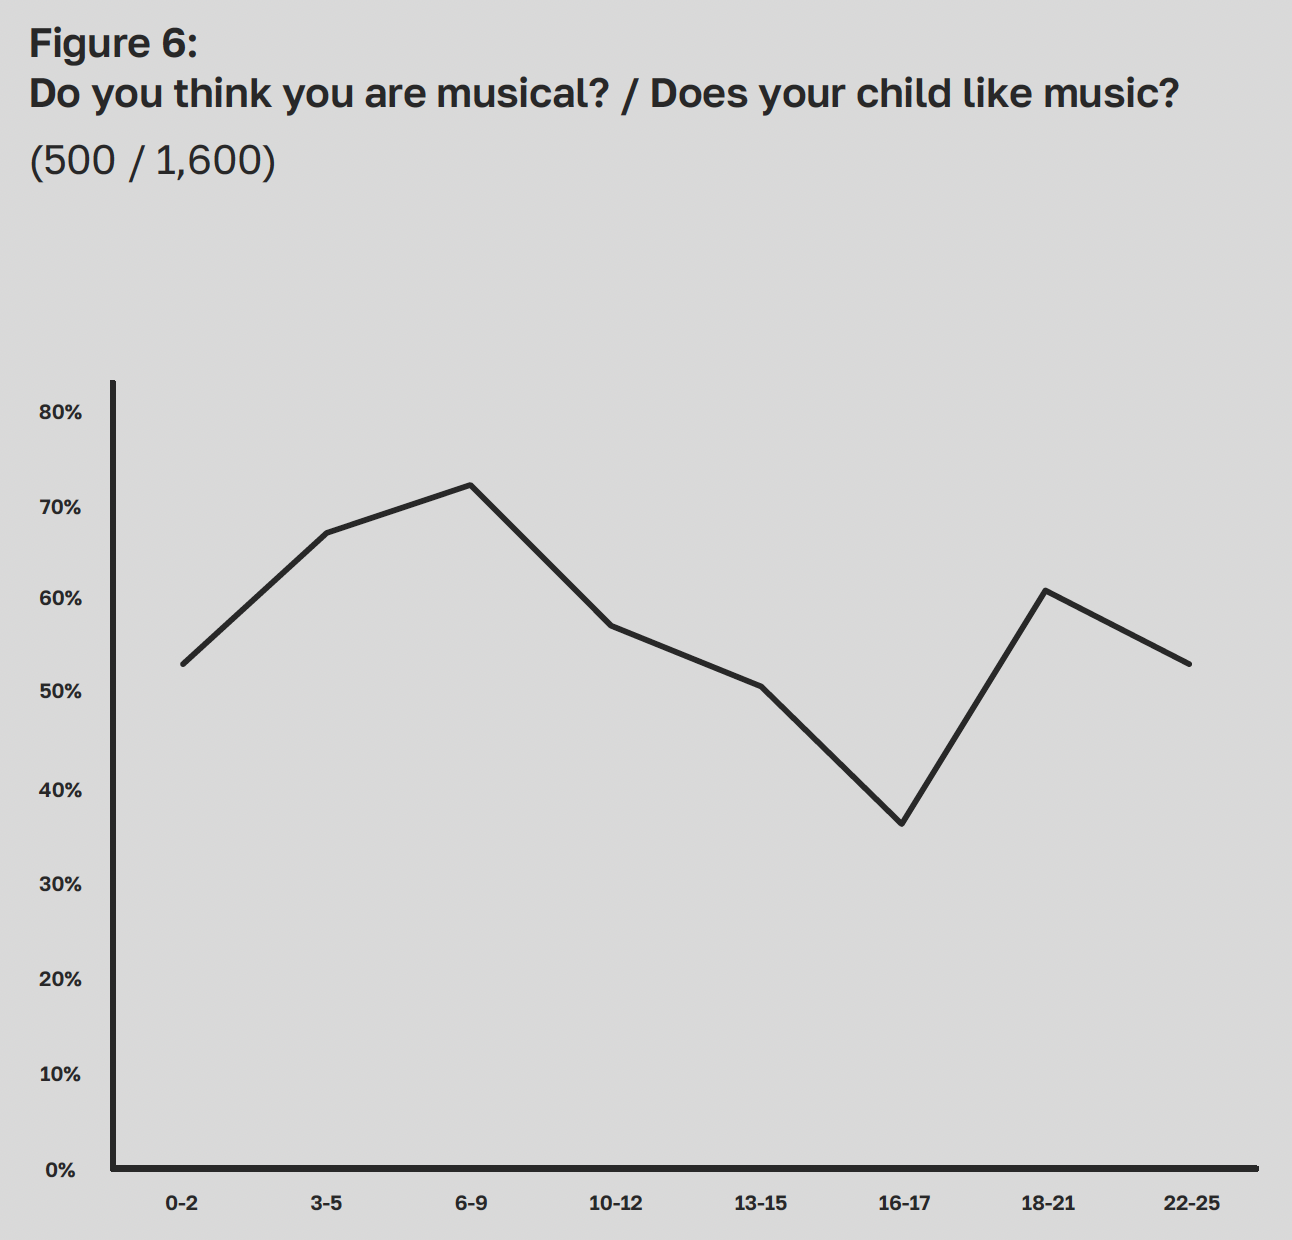 Figure 6:
Do you think you are musical? / Does your child like music?
(500 / 1,600)
80%
70%
60%
50%
40%
30%
20%
10%
0%
0-2 3-5 6-9 10-12 13-15 16-17 18-21 22-25